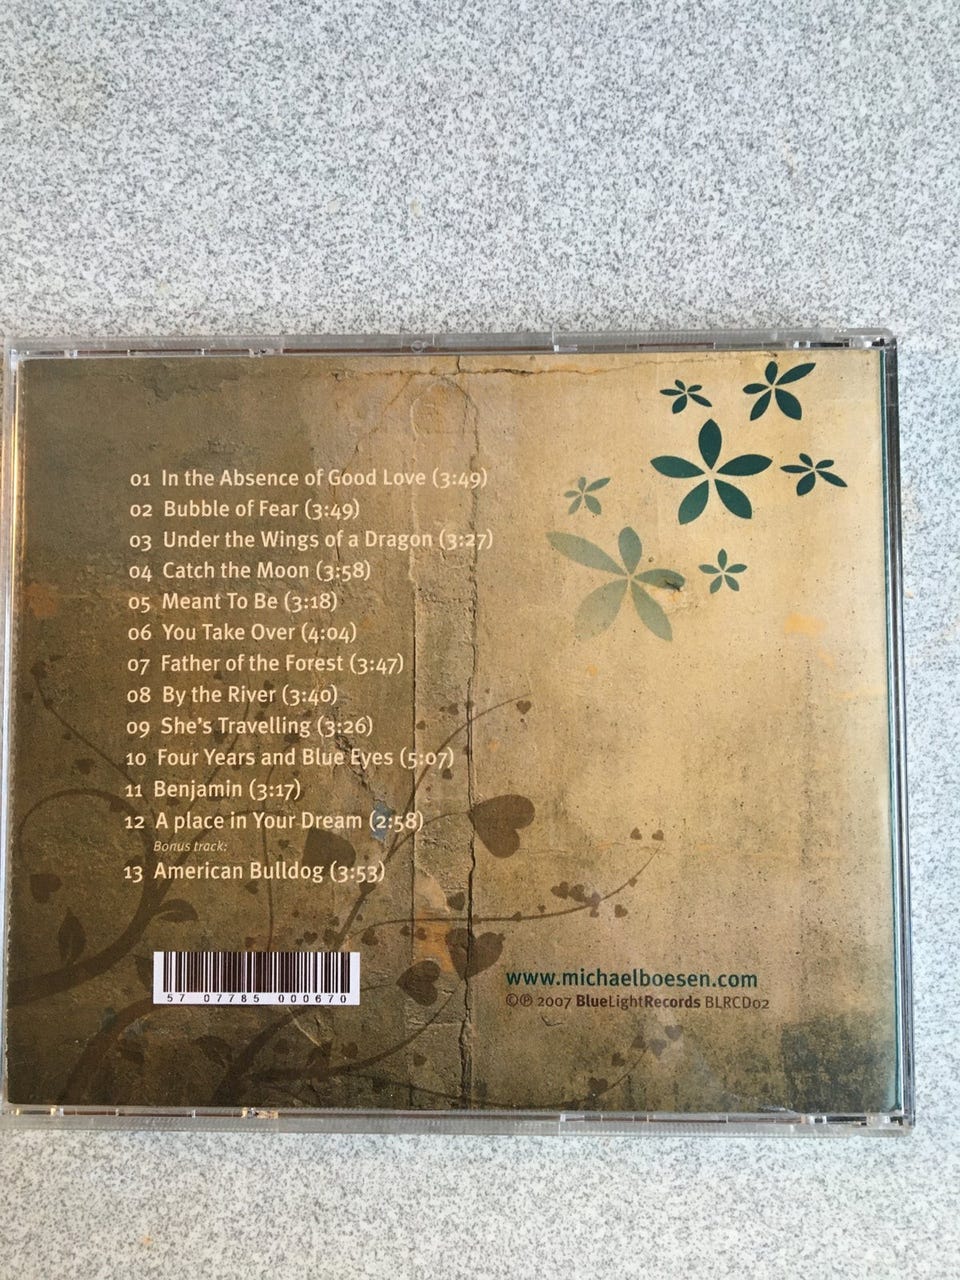 01 In the Absence of Good Love (3:49)
02 Bubble of Fear (3:49)
03 Under the Wings of a Dragon (3:27)
04 Catch the Moon (3:58)
05 Meant To Be (3:18)
06 You Take Over (4:04)
07 Father of the Forest (3:47)
08 By the River (3:40)
09 She's Travelling (3:26)
10 Four Years and Blue Eyes (5:07)
11 Benjamin (3:17)
12 A place in Your Dream (2:58)
Bonus track:
13 American Bulldog (3:53)
57 07785 000670
www.michaelboesen.com
©℗ 2007 BlueLightRecords BLRCD02